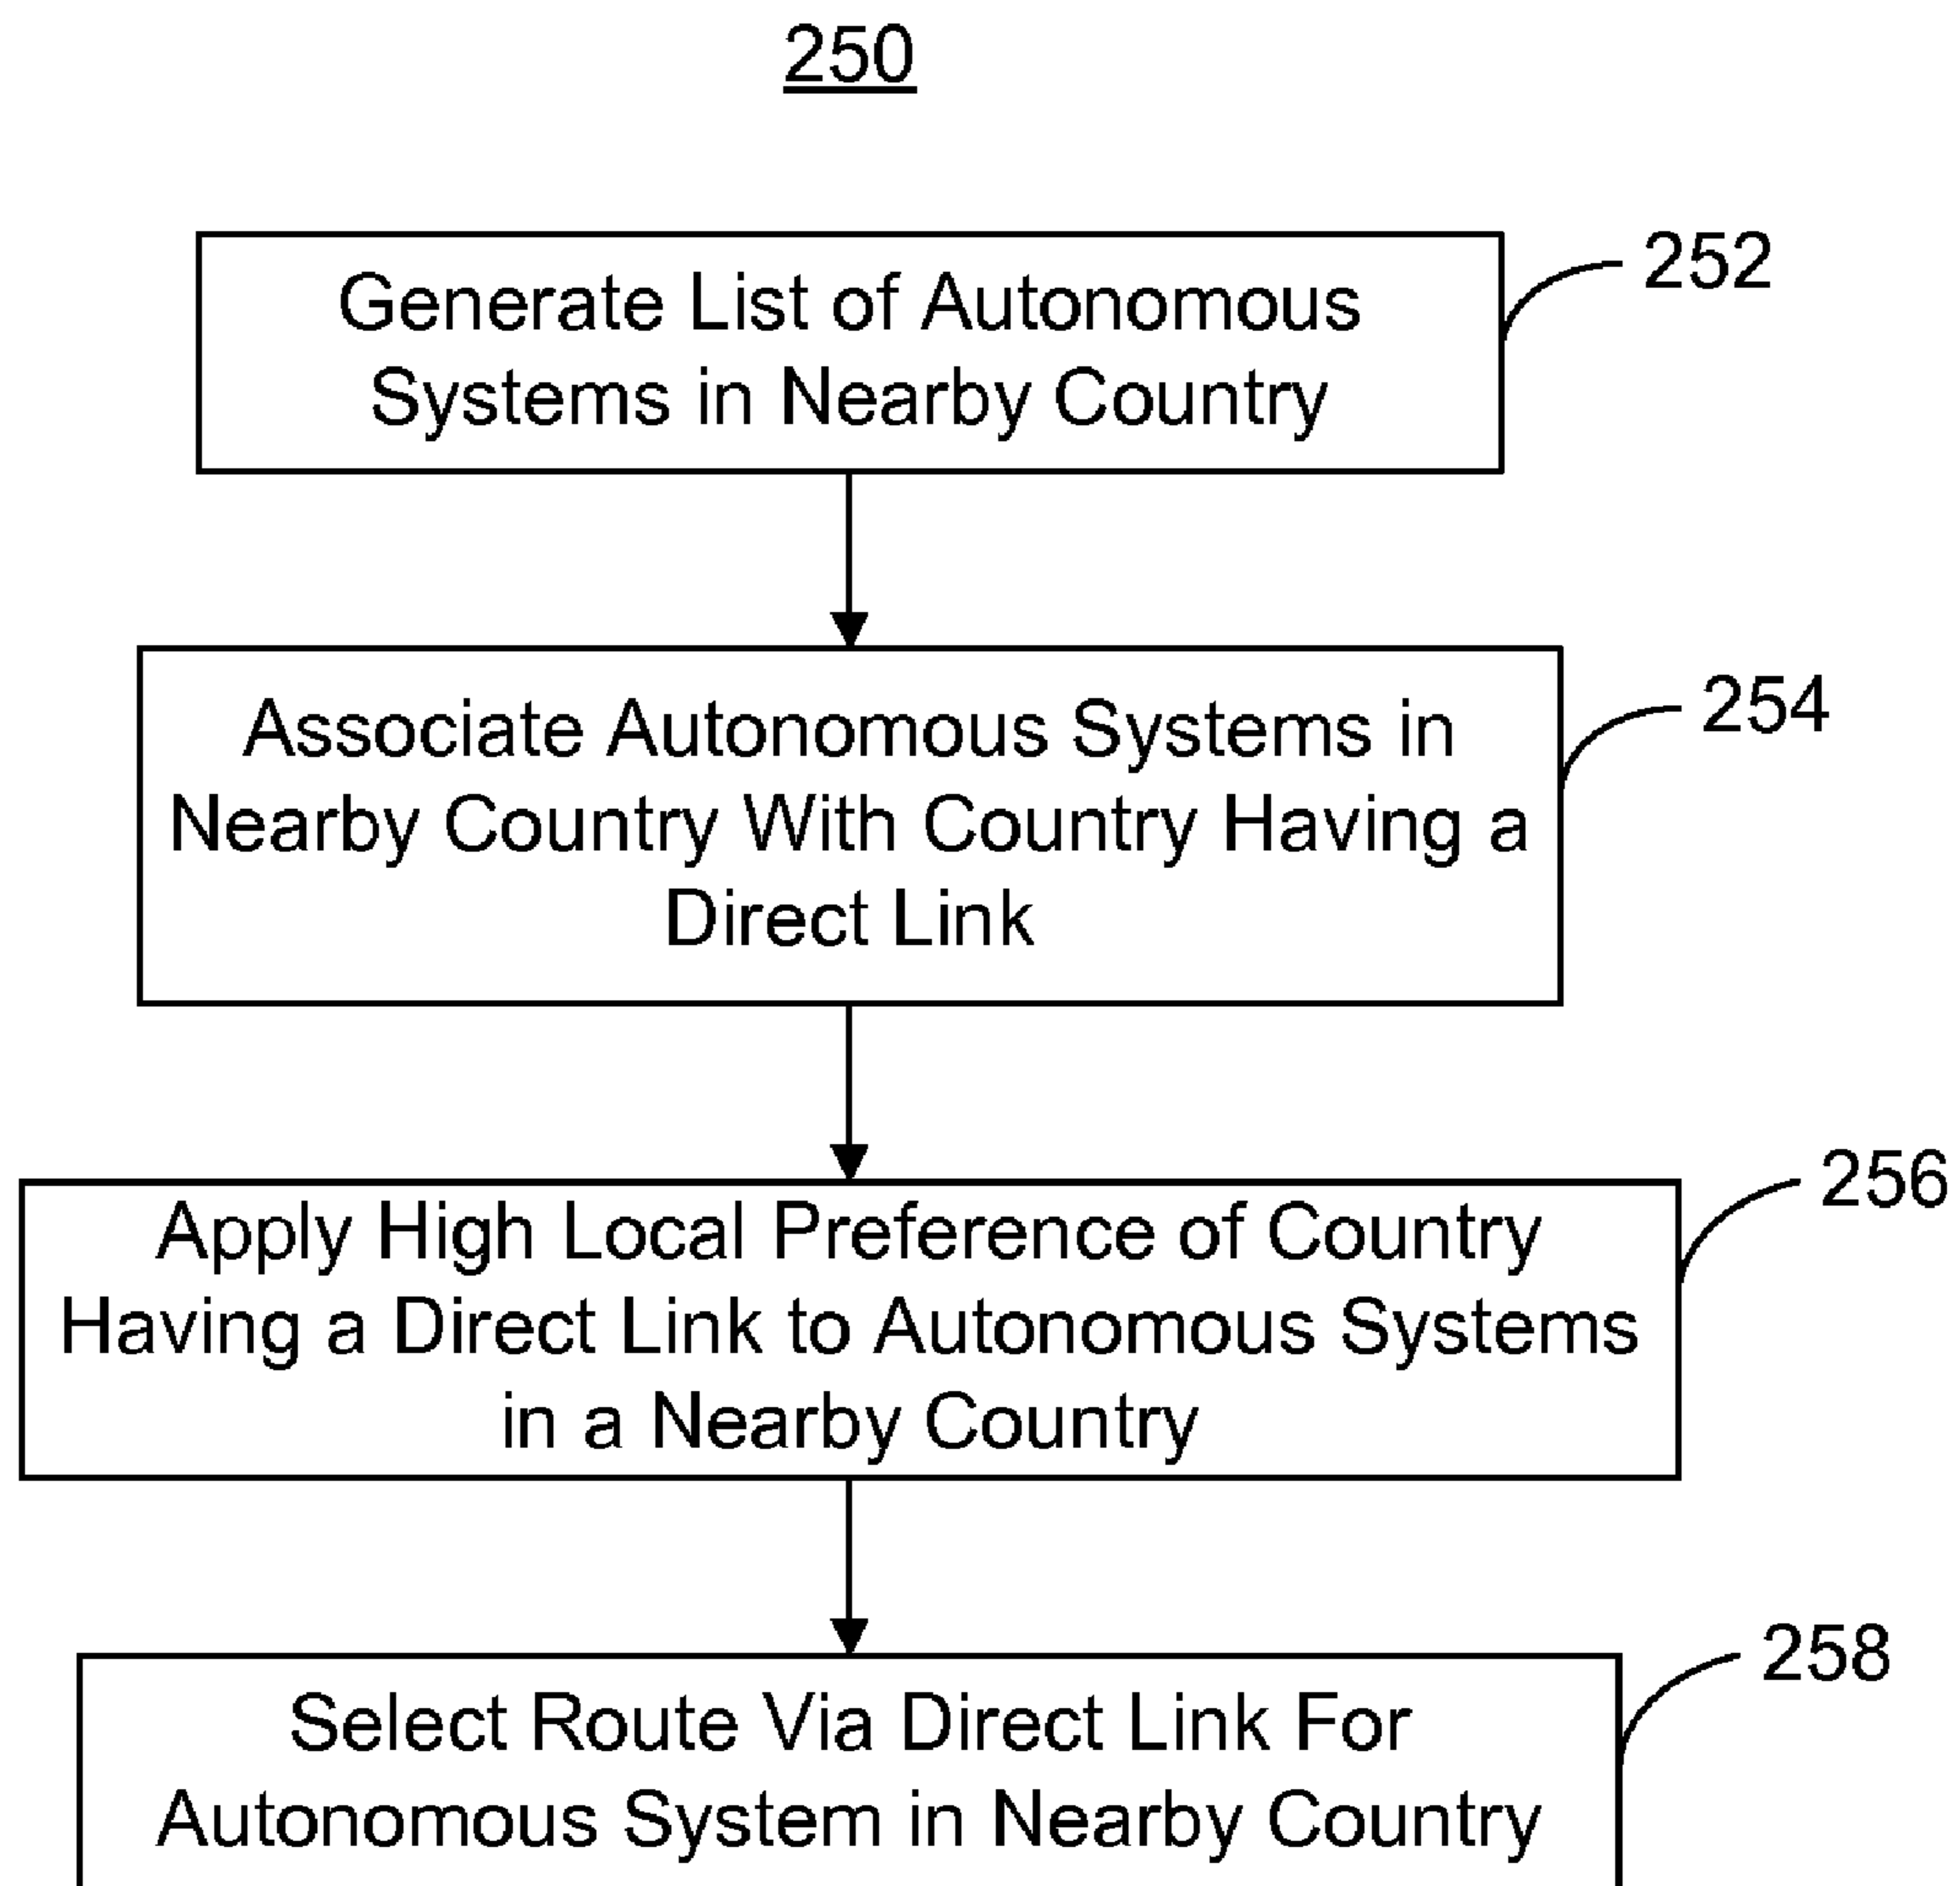 250
Generate List of Autonomous
Systems in Nearby Country
252
Associate Autonomous Systems in
Nearby Country With Country Having a
Direct Link
254
Apply High Local Preference of Country
Having a Direct Link to Autonomous Systems
in a Nearby Country
256
Select Route Via Direct Link For
Autonomous System in Nearby Country
258